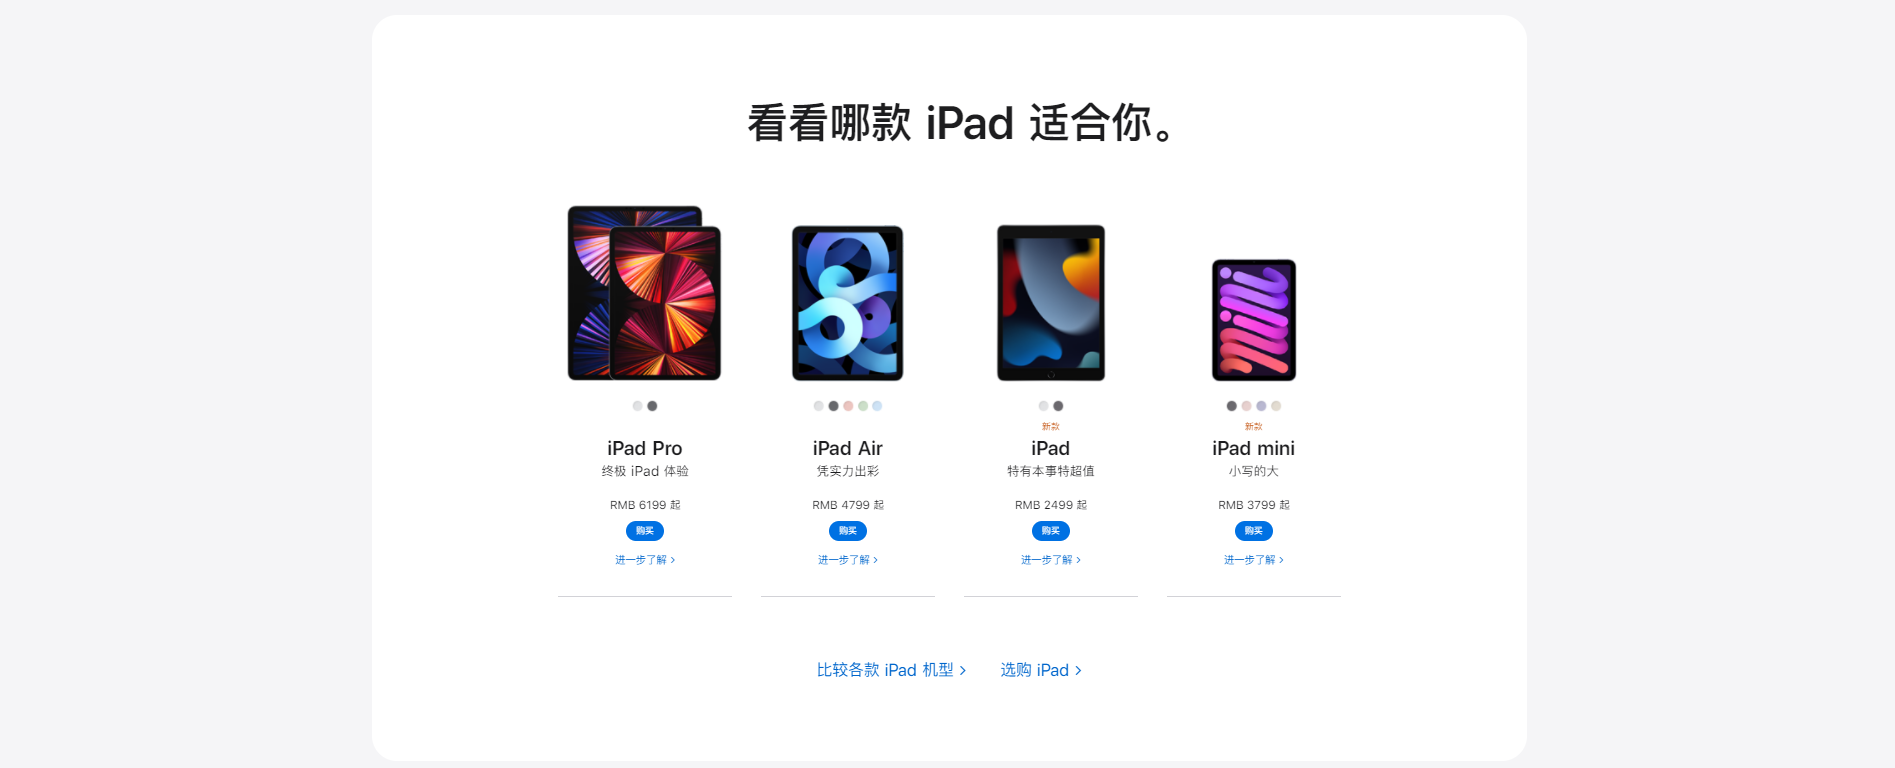 看看哪款 iPad 适合你。
iPad Pro
终极 iPad 体验
RMB 6199 起
购买
进一步了解 >
iPad Air
凭实力出彩
RMB 4799 起
购买
进一步了解 >
新款
iPad
特有本事特超值
RMB 2499 起
购买
进一步了解 >
新款
iPad mini
小写的大
RMB 3799 起
购买
进一步了解 >
比较各款 iPad 机型 >
选购 iPad >